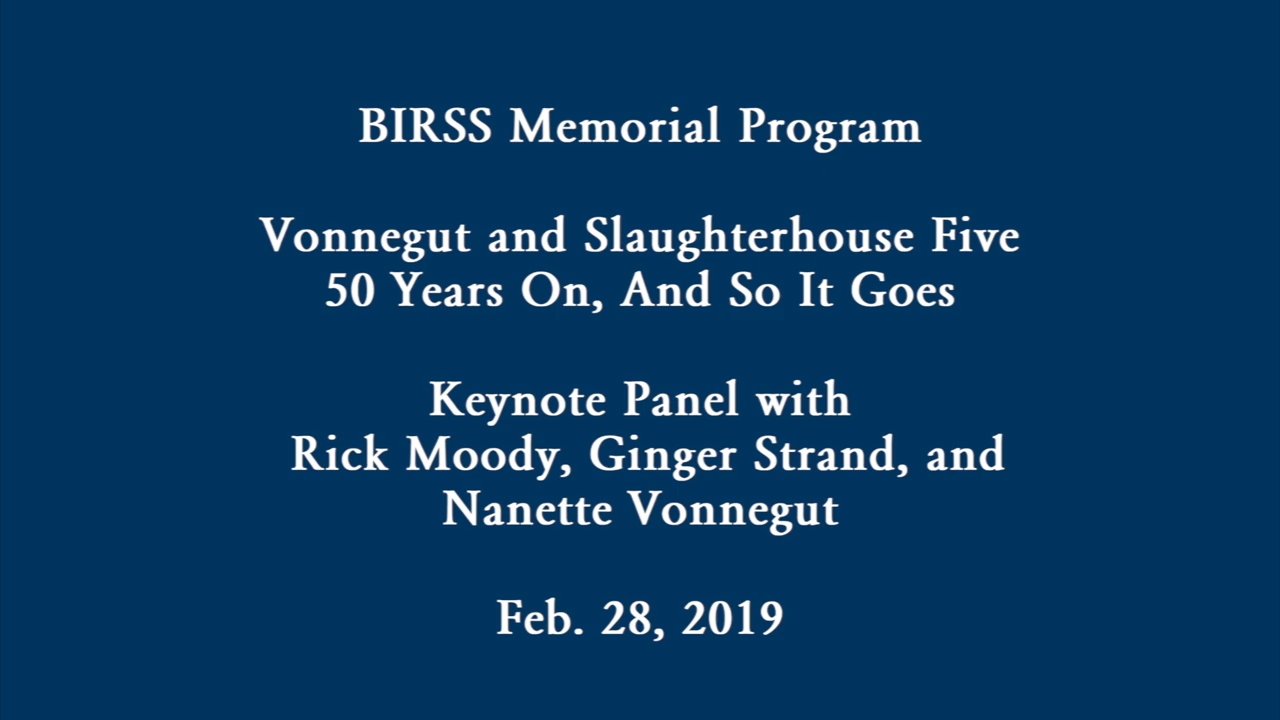 BIRSS Memorial Program
Vonnegut and Slaughterhouse Five
50 Years On, And So It Goes
Keynote Panel with
Rick Moody, Ginger Strand, and
Nanette Vonnegut
Feb. 28, 2019